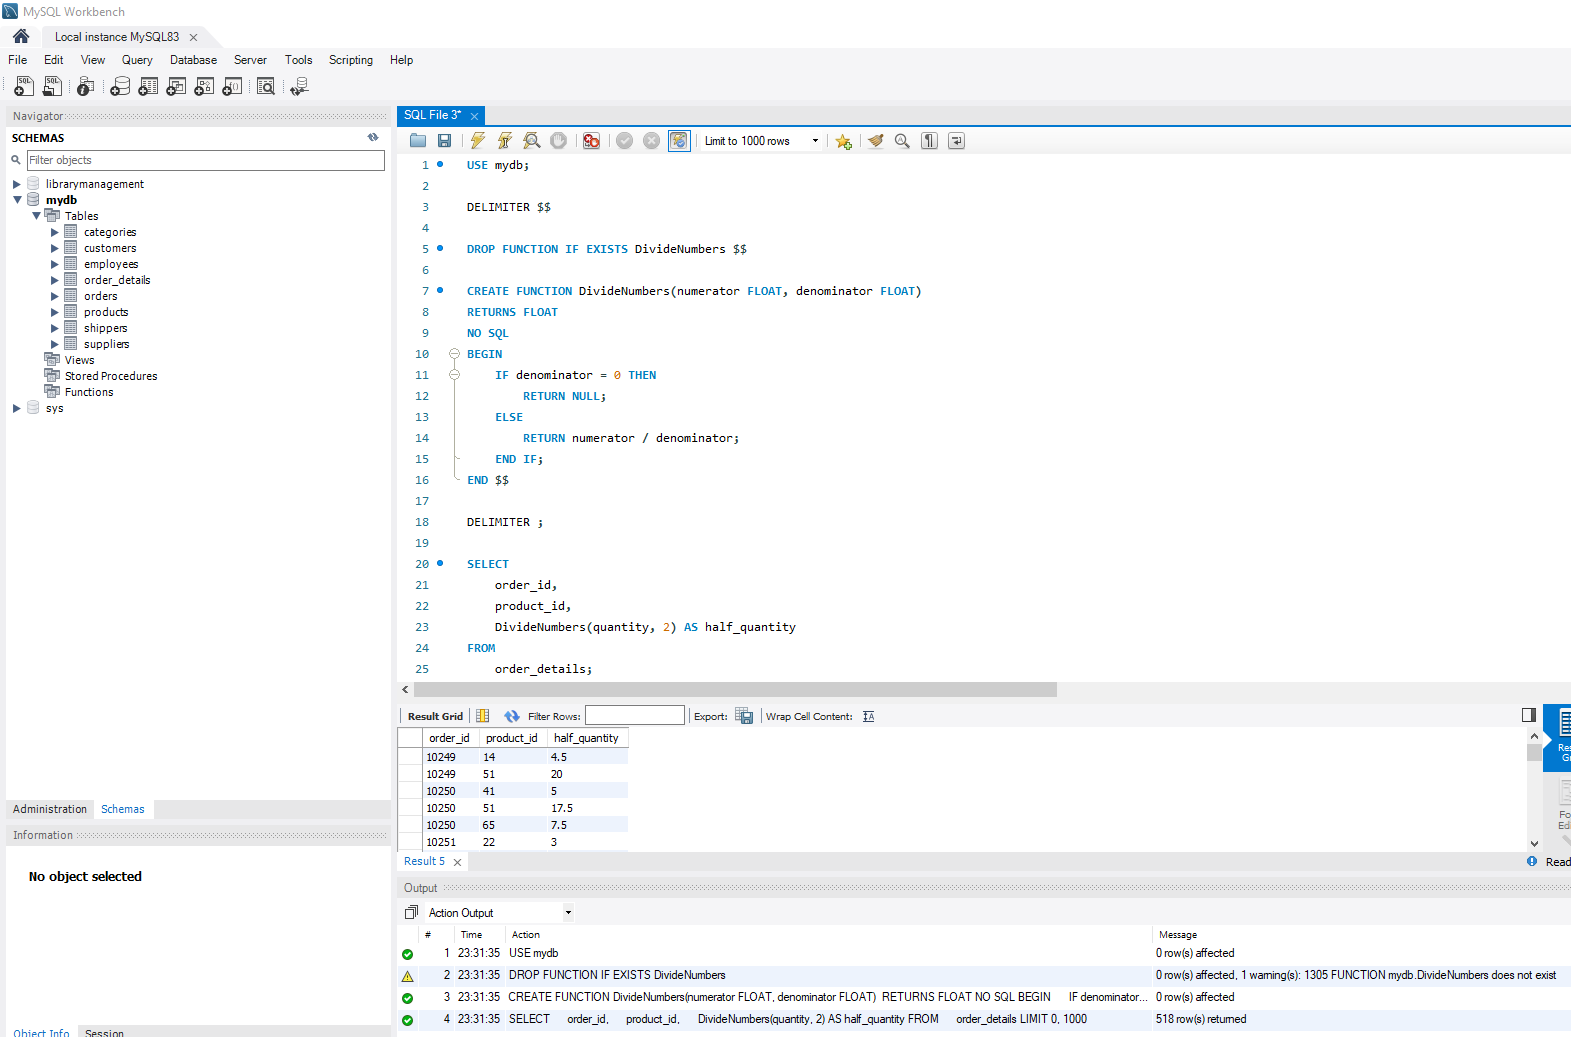 MySQL Workbench
Local instance MySQL83
File Edit View Query Database Server Tools Scripting Help
Navigator
SCHEMAS
Filter objects
librarymanagement
mydb
Tables
categories
customers
employees
order_details
orders
products
shippers
suppliers
Views
Stored Procedures
Functions
sys
Administration Schemas
Information
No object selected
Object Info Session
SQL File 3*
Limit to 1000 rows
1 USE mydb;
2
3 DELIMITER $$
4
5 DROP FUNCTION IF EXISTS DivideNumbers $$
6
7 CREATE FUNCTION DivideNumbers(numerator FLOAT, denominator FLOAT)
8 RETURNS FLOAT
9 NO SQL
10 BEGIN
11 IF denominator = 0 THEN
12 RETURN NULL;
13 ELSE
14 RETURN numerator / denominator;
15 END IF;
16 END $$
17
18 DELIMITER ;
19
20 SELECT
21 order_id,
22 product_id,
23 DivideNumbers(quantity, 2) AS half_quantity
24 FROM
25 order_details;
Result Grid Filter Rows: Export: Wrap Cell Content:
order_id product_id half_quantity
10249 14 4.5
10249 51 20
10250 41 5
10250 51 17.5
10250 65 7.5
10251 22 3
Result 5
Read
Output
Action Output
# Time Action Message
1 23:31:35 USE mydb 0 row(s) affected
2 23:31:35 DROP FUNCTION IF EXISTS DivideNumbers 0 row(s) affected, 1 warning(s): 1305 FUNCTION mydb.DivideNumbers does not exist
3 23:31:35 CREATE FUNCTION DivideNumbers(numerator FLOAT, denominator FLOAT) RETURNS FLOAT NO SQL BEGIN IF denominator... 0 row(s) affected
4 23:31:35 SELECT order_id, product_id, DivideNumbers(quantity, 2) AS half_quantity FROM order_details LIMIT 0, 1000 518 row(s) returned